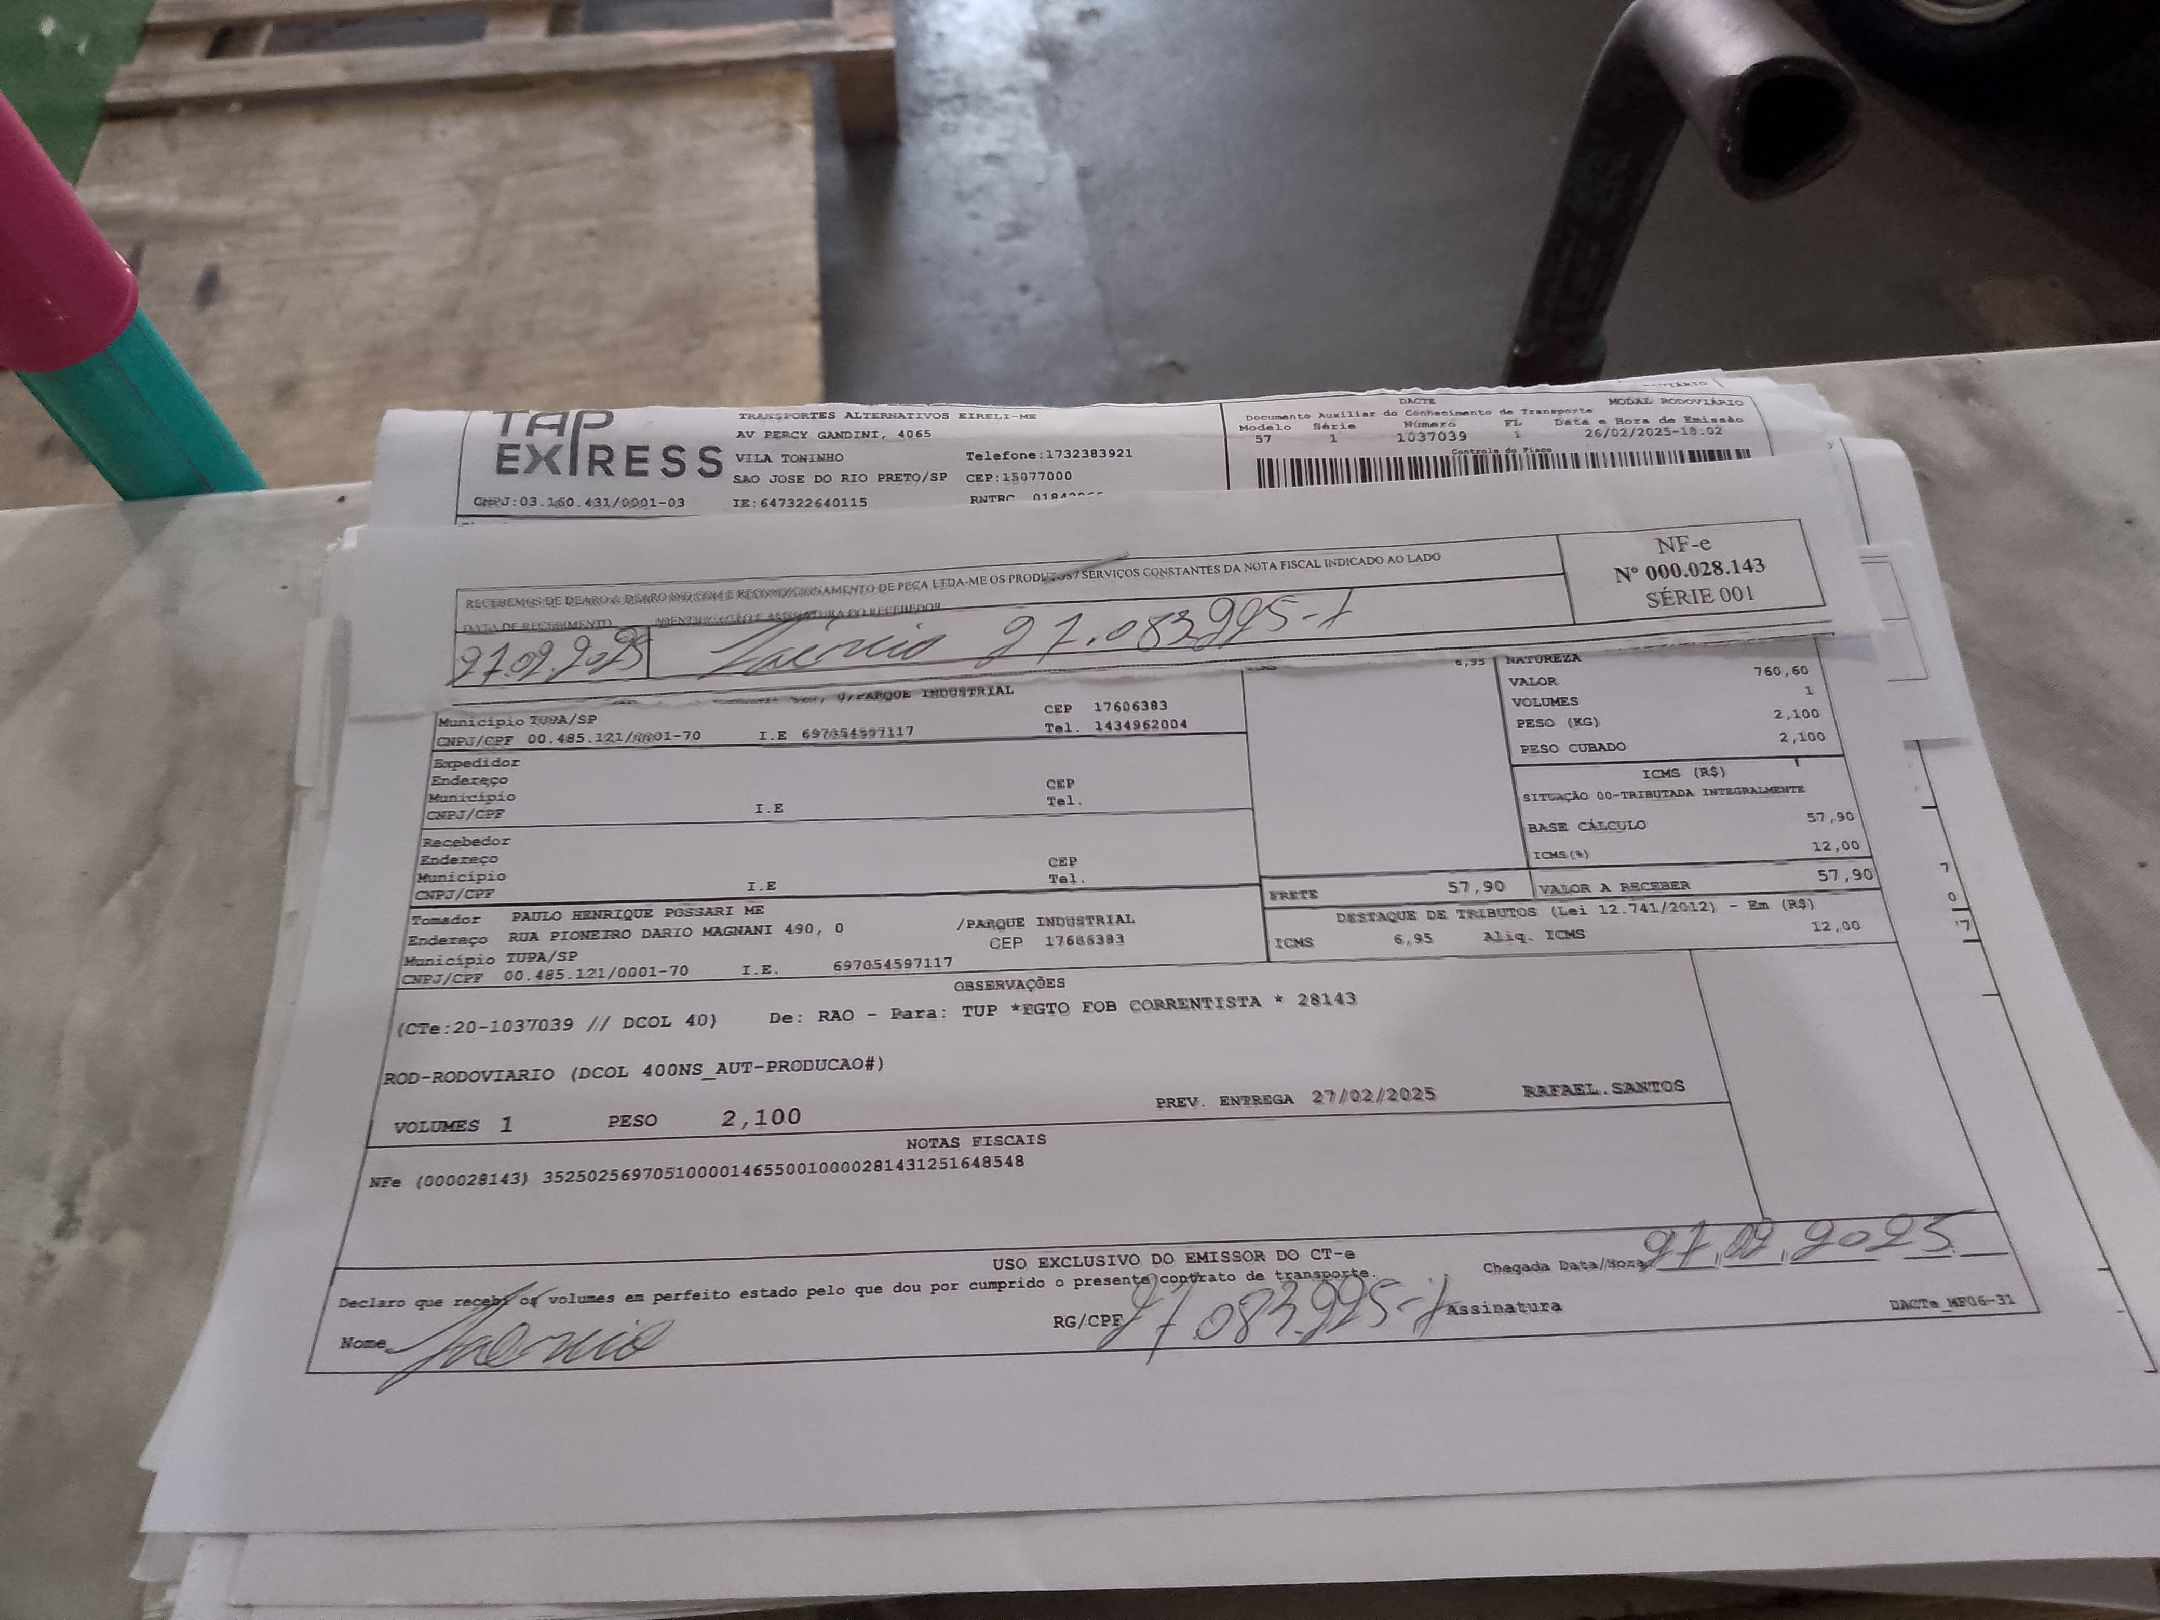 TAP
EXPRESS
TRANSPORTES ALTERNATIVOS EIRELI-ME
AV PERCY GANDINI, 4065
VILA TONINHO Telefone:1732383921
SAO JOSE DO RIO PRETO/SP CEP:15077000
CNPJ:03.160.431/0001-03 IE:647322640115 RNTRC
DACTE MODAL RODOVIÁRIO
Documento Auxiliar do Conhecimento de Transporte
Modelo Série Número FL Data e Hora de Emissão
57 1 1037039 1 26/02/2025-18:02
Controle do Fisco
RECEBEMOS DE DEARO & DEARO IND COM E RECONDICIONAMENTO DE PEÇA LTDA-ME OS PRODUTOS / SERVIÇOS CONSTANTES DA NOTA FISCAL INDICADO AO LADO
DATA DE RECEBIMENTO IDENTIFICAÇÃO E ASSINATURA DO RECEBEDOR
27.02.2025 27.083.995-7
NF-e
Nº 000.028.143
SÉRIE 001
/PARQUE INDUSTRIAL
Município TUPA/SP CEP 17606383
CNPJ/CPF 00.485.121/0001-70 I.E 697054597117 Tel. 1434962004
Expedidor
Endereço CEP
Município Tel.
CNPJ/CPF I.E
Recebedor
Endereço CEP
Município Tel.
CNPJ/CPF I.E
6,95
NATUREZA
VALOR 760,60
VOLUMES 1
PESO (KG) 2,100
PESO CUBADO 2,100
ICMS (R$)
SITUAÇÃO 00-TRIBUTADA INTEGRALMENTE
BASE CÁLCULO 57,90
ICMS(%) 12,00
FRETE 57,90 VALOR A RECEBER 57,90
DESTAQUE DE TRIBUTOS (Lei 12.741/2012) - Em (R$)
ICMS 6,95 Aliq. ICMS 12,00
Tomador PAULO HENRIQUE POSSARI ME
Endereço RUA PIONEIRO DARIO MAGNANI 490, 0 /PARQUE INDUSTRIAL
Município TUPA/SP CEP 17606383
CNPJ/CPF 00.485.121/0001-70 I.E. 697054597117
OBSERVAÇÕES
(CTe:20-1037039 // DCOL 40) De: RAO - Para: TUP *FGTO FOB CORRENTISTA * 28143
ROD-RODOVIARIO (DCOL 400NS_AUT-PRODUCAO#)
VOLUMES 1 PESO 2,100 PREV. ENTREGA 27/02/2025 RAFAEL.SANTOS
NOTAS FISCAIS
NFe (000028143) 35250256970510000146550010000281431251648548
USO EXCLUSIVO DO EMISSOR DO CT-e
Declaro que recebi os volumes em perfeito estado pelo que dou por cumprido o presente contrato de transporte. Chegada Data/Hora 27.02.2025
Nome RG/CPF 27.083.995-7 Assinatura DACTe_MF06-31